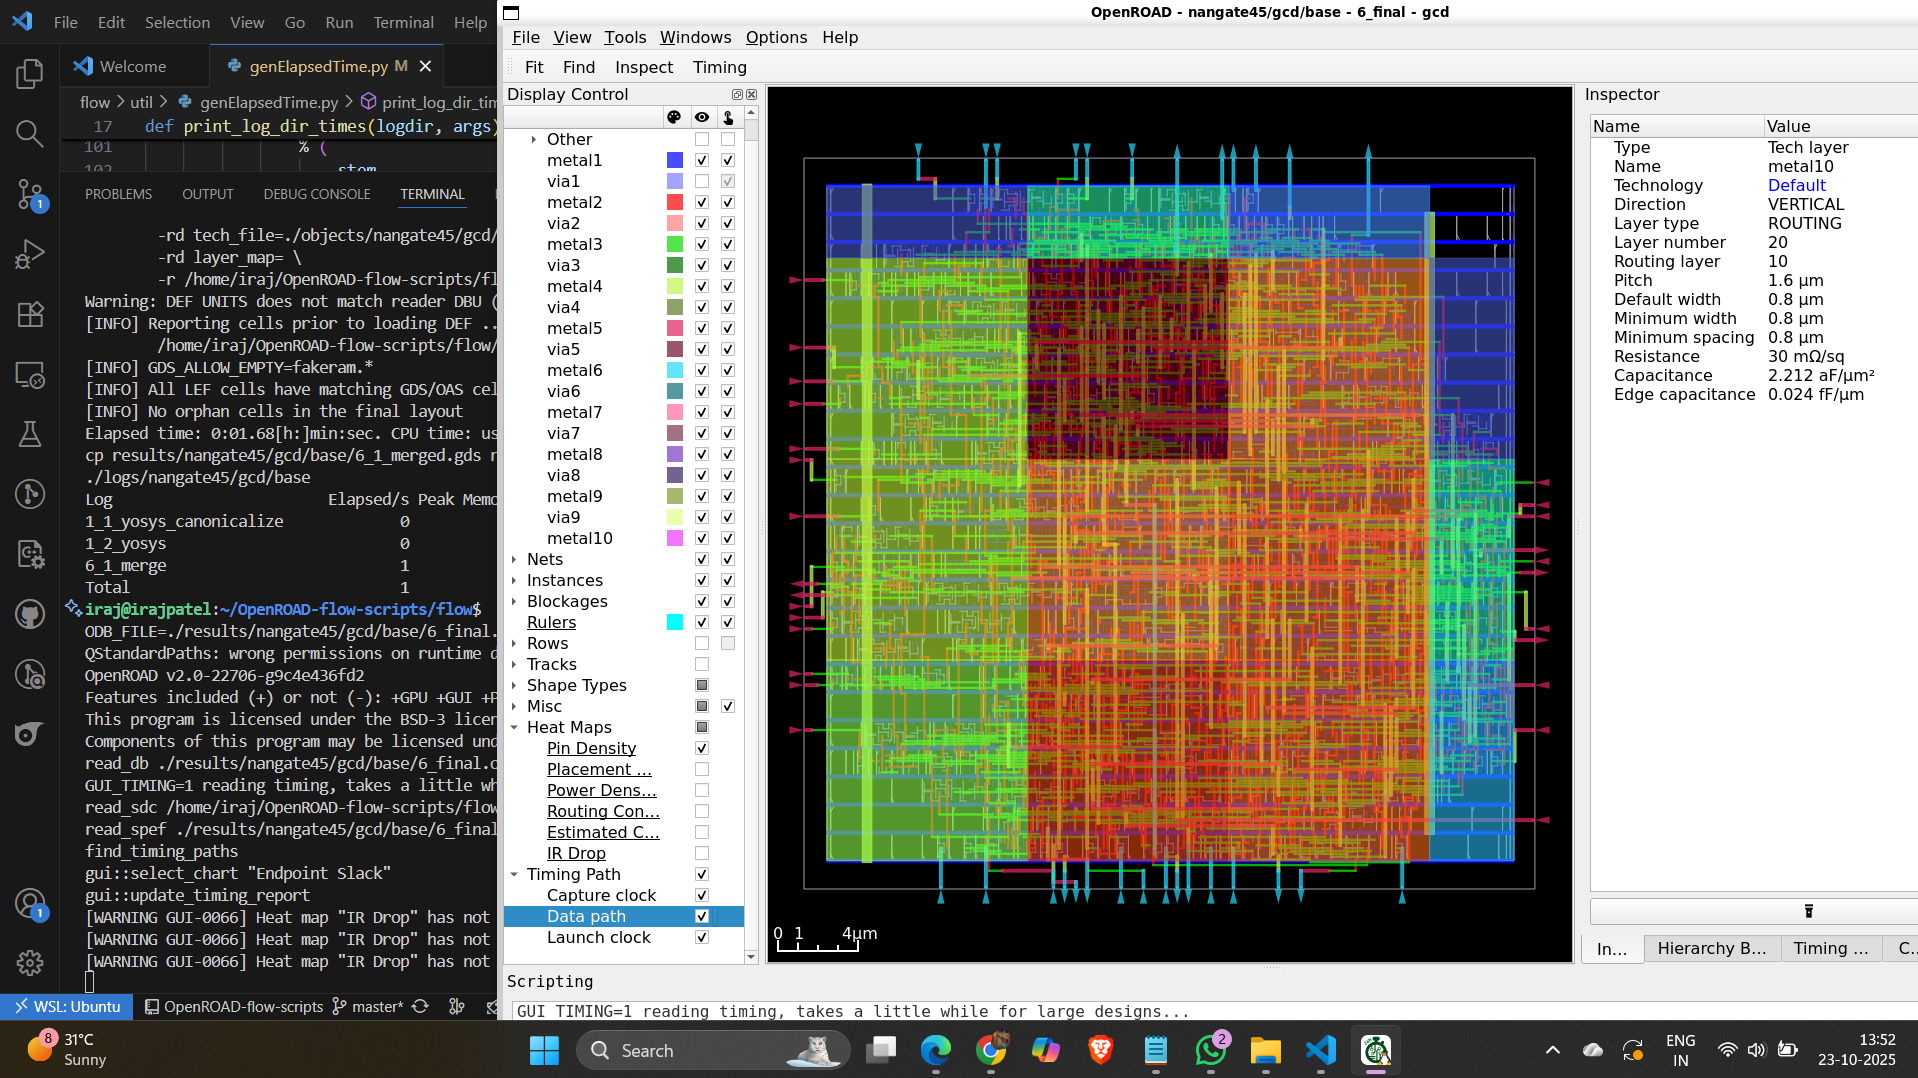 File Edit Selection View Go Run Terminal Help
Welcome
genElapsedTime.py M
flow > util > genElapsedTime.py > print_log_dir_tim
17 def print_log_dir_times(logdir, args)
101 % (
102 stem
PROBLEMS OUTPUT DEBUG CONSOLE TERMINAL
-rd tech_file=./objects/nangate45/gcd/
-rd layer_map= \
-r /home/iraj/OpenROAD-flow-scripts/fl
Warning: DEF UNITS does not match reader DBU (
[INFO] Reporting cells prior to loading DEF ..
/home/iraj/OpenROAD-flow-scripts/flow/
[INFO] GDS_ALLOW_EMPTY=fakeram.*
[INFO] All LEF cells have matching GDS/OAS cel
[INFO] No orphan cells in the final layout
Elapsed time: 0:01.68[h:]min:sec. CPU time: us
cp results/nangate45/gcd/base/6_1_merged.gds r
./logs/nangate45/gcd/base
Log Elapsed/s Peak Memo
1_1_yosys_canonicalize 0
1_2_yosys 0
6_1_merge 1
Total 1
iraj@irajpatel:~/OpenROAD-flow-scripts/flow$
ODB_FILE=./results/nangate45/gcd/base/6_final.
QStandardPaths: wrong permissions on runtime d
OpenROAD v2.0-22706-g9c4e436fd2
Features included (+) or not (-): +GPU +GUI +P
This program is licensed under the BSD-3 licen
Components of this program may be licensed und
read_db ./results/nangate45/gcd/base/6_final.o
GUI_TIMING=1 reading timing, takes a little wh
read_sdc /home/iraj/OpenROAD-flow-scripts/flow
read_spef ./results/nangate45/gcd/base/6_final
find_timing_paths
gui::select_chart "Endpoint Slack"
gui::update_timing_report
[WARNING GUI-0066] Heat map "IR Drop" has not
[WARNING GUI-0066] Heat map "IR Drop" has not
[WARNING GUI-0066] Heat map "IR Drop" has not
1
1
WSL: Ubuntu OpenROAD-flow-scripts master*
OpenROAD - nangate45/gcd/base - 6_final - gcd
File View Tools Windows Options Help
Fit Find Inspect Timing
Display Control
Other
metal1
via1
metal2
via2
metal3
via3
metal4
via4
metal5
via5
metal6
via6
metal7
via7
metal8
via8
metal9
via9
metal10
Nets
Instances
Blockages
Rulers
Rows
Tracks
Shape Types
Misc
Heat Maps
Pin Density
Placement ...
Power Dens...
Routing Con...
Estimated C...
IR Drop
Timing Path
Capture clock
Data path
Launch clock
0 1 4μm
Inspector
Name Value
Type Tech layer
Name metal10
Technology Default
Direction VERTICAL
Layer type ROUTING
Layer number 20
Routing layer 10
Pitch 1.6 μm
Default width 0.8 μm
Minimum width 0.8 μm
Minimum spacing 0.8 μm
Resistance 30 mΩ/sq
Capacitance 2.212 aF/μm²
Edge capacitance 0.024 fF/μm
In... Hierarchy B... Timing ... C...
Scripting
GUI_TIMING=1 reading timing, takes a little while for large designs...
8
31°C
Sunny
Search
2
ENG
IN
13:52
23-10-2025